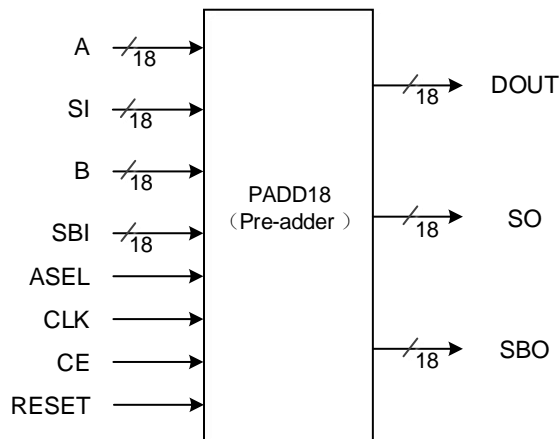 A
18
SI
18
B
18
SBI
18
ASEL
CLK
CE
RESET
PADD18
（Pre-adder ）
18
DOUT
18
SO
18
SBO